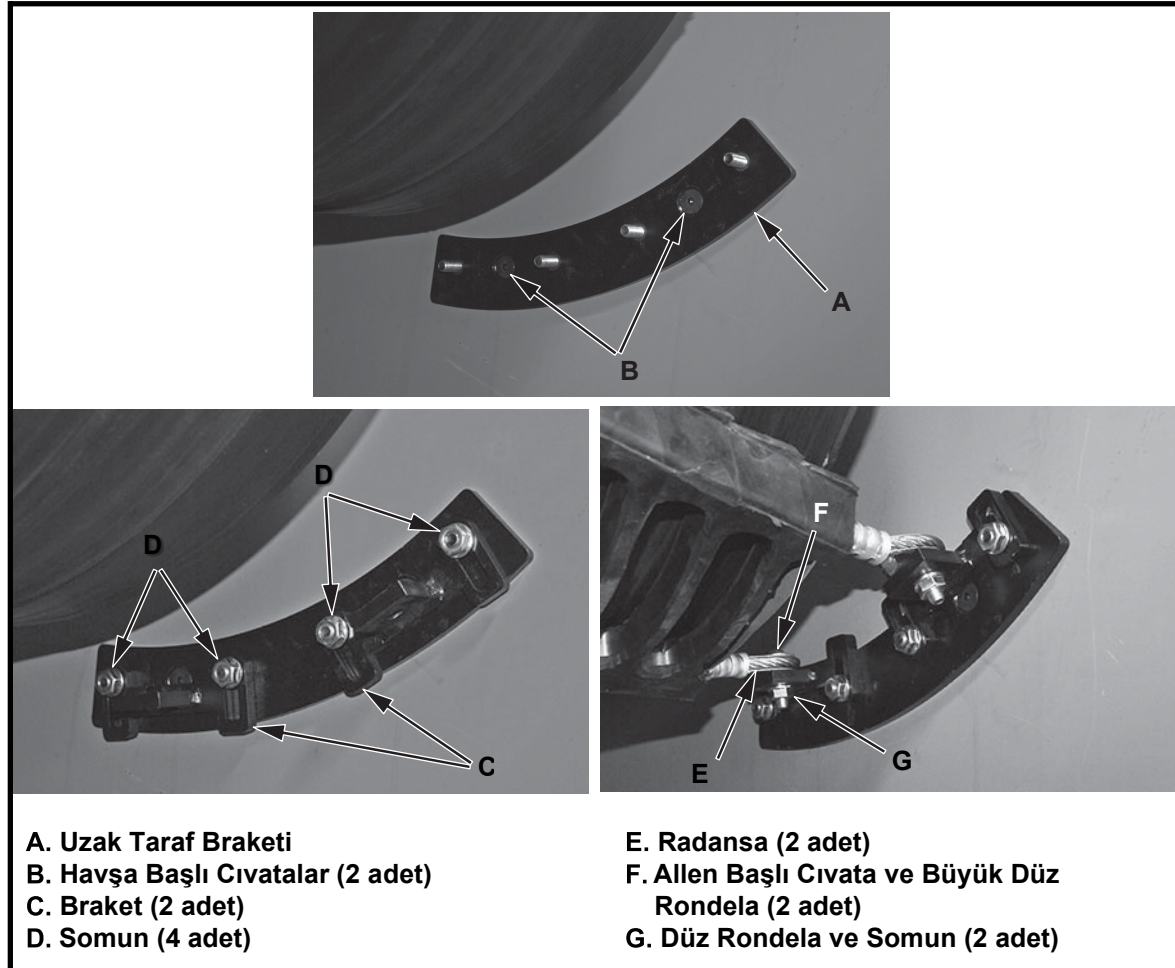 A
B
D
D
C
F
E
G
A. Uzak Taraf Braketi
B. Havşa Başlı Cıvatalar (2 adet)
C. Braket (2 adet)
D. Somun (4 adet)
E. Radansa (2 adet)
F. Allen Başlı Cıvata ve Büyük Düz
Rondela (2 adet)
G. Düz Rondela ve Somun (2 adet)